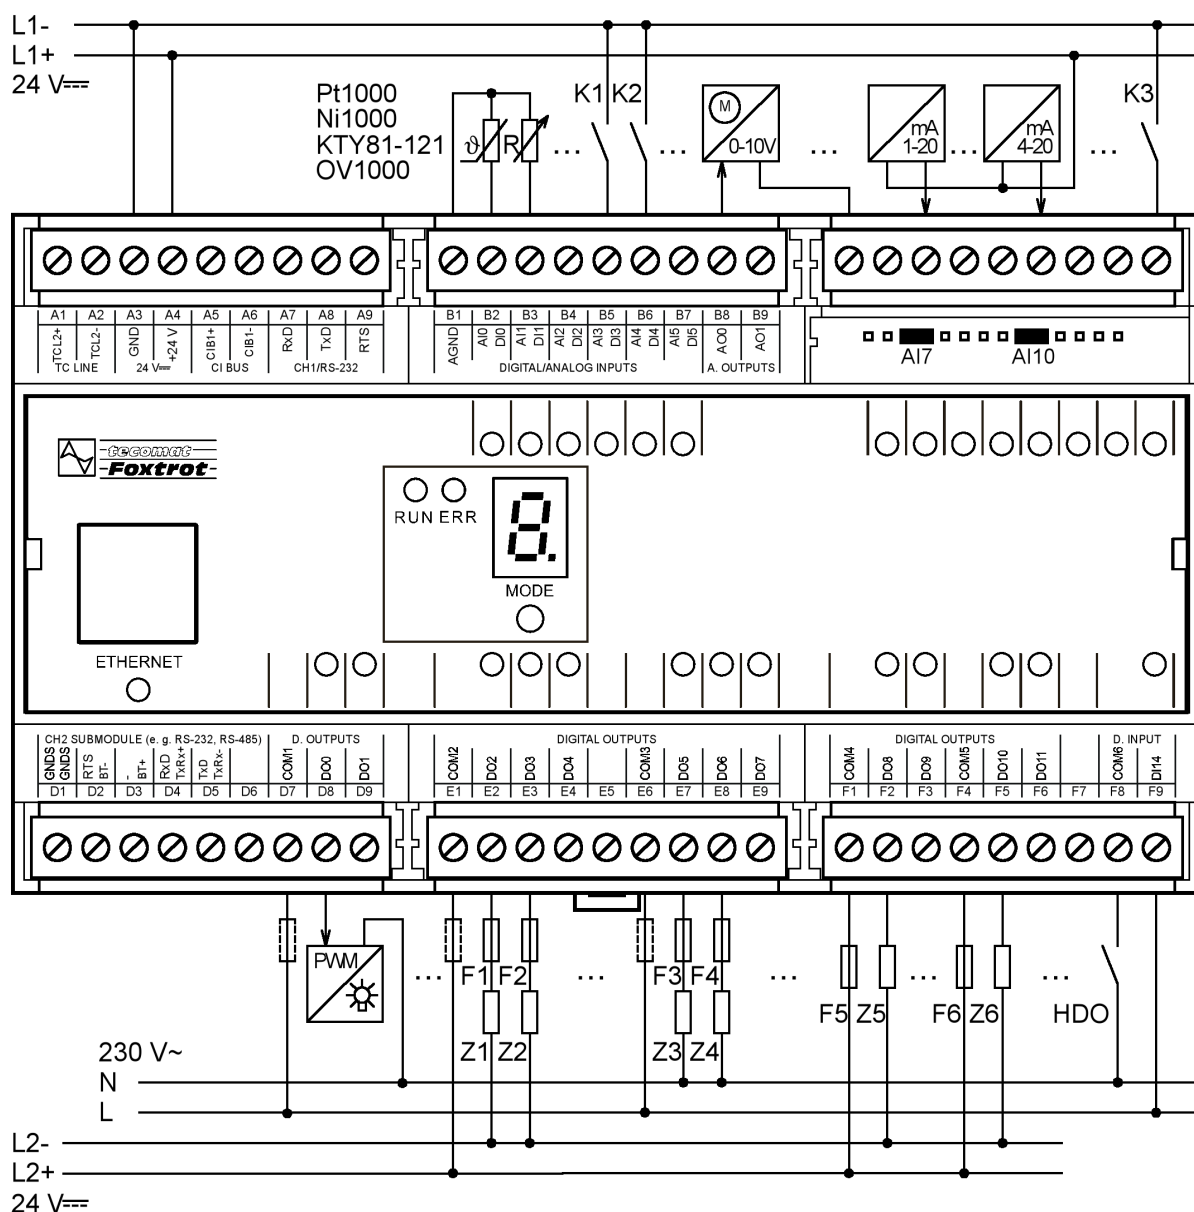 L1-
L1+
24 V
Pt1000
Ni1000
KTY81-121
OV1000
ϑ
R
...
K1 K2
...
M
0-10V
...
mA
1-20
...
mA
4-20
...
K3
A1 A2 A3 A4 A5 A6 A7 A8 A9
TCL2+ TCL2- GND +24 V CIB1+ CIB1- RxD TxD RTS
TC LINE 24 V CI BUS CH1/RS-232
B1 B2 B3 B4 B5 B6 B7 B8 B9
AGND AI0 DI0 AI1 DI1 AI2 DI2 AI3 DI3 AI4 DI4 AI5 DI5 AO0 AO1
DIGITAL/ANALOG INPUTS A. OUTPUTS
AI7 AI10
tecomat
Foxtrot
RUN ERR
8.
MODE
ETHERNET
CH2 SUBMODULE (e. g. RS-232, RS-485) D. OUTPUTS
GNDS GNDS RTS BT- - BT+ RxD TxRx+ TxD TxRx- COM1 DO0 DO1
D1 D2 D3 D4 D5 D6 D7 D8 D9
DIGITAL OUTPUTS
COM2 DO2 DO3 DO4 COM3 DO5 DO6 DO7
E1 E2 E3 E4 E5 E6 E7 E8 E9
DIGITAL OUTPUTS D. INPUT
COM4 DO8 DO9 COM5 DO10 DO11 COM6 DI14
F1 F2 F3 F4 F5 F6 F7 F8 F9
PWM
...
F1 F2
...
F3 F4
...
F5 Z5
...
F6 Z6
...
HDO
Z1 Z2
Z3 Z4
230 V~
N
L
L2-
L2+
24 V